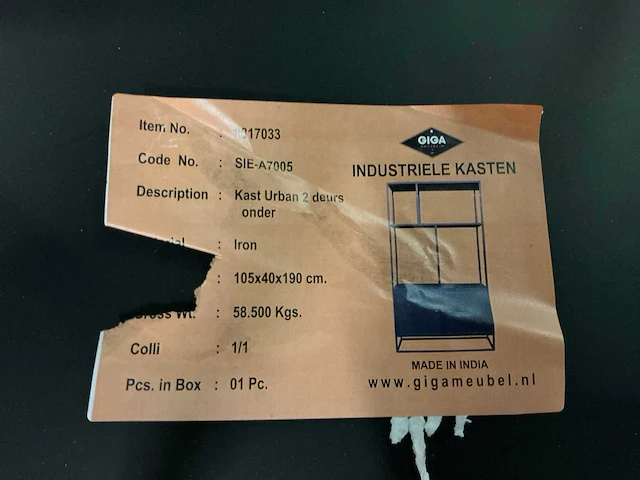 Item No. :
Code No. : SIE-A7005
Description : Kast Urban 2 deurs
onder
: Iron
: 105x40x190 cm.
Wt. : 58.500 Kgs.
Colli : 1/1
Pcs. in Box : 01 Pc.
GIGA
INDUSTRIELE KASTEN
MADE IN INDIA
www.gigameubel.nl